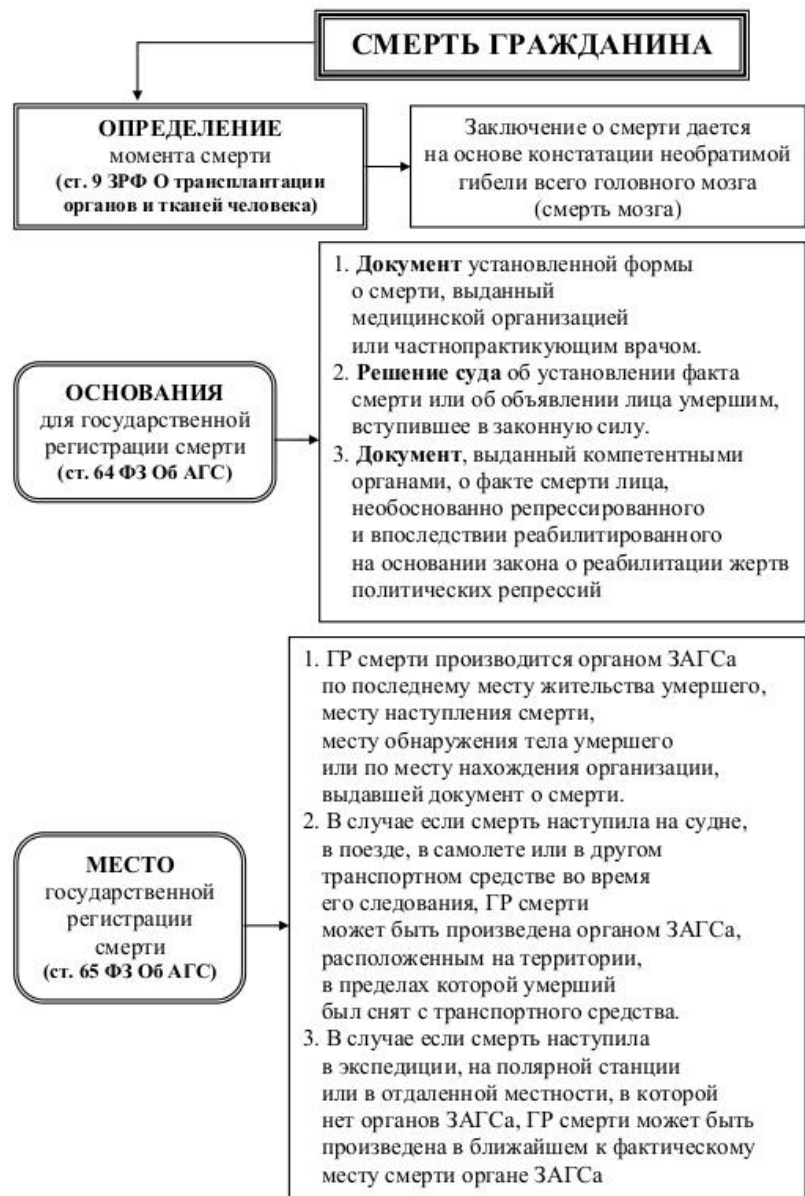 СМЕРТЬ ГРАЖДАНИНА
ОПРЕДЕЛЕНИЕ
момента смерти
(ст. 9 ЗРФ О трансплантации
органов и тканей человека)
Заключение о смерти дается
на основе констатации необратимой
гибели всего головного мозга
(смерть мозга)
ОСНОВАНИЯ
для государственной
регистрации смерти
(ст. 64 ФЗ Об АГС)
1. Документ установленной формы
о смерти, выданный
медицинской организацией
или частнопрактикующим врачом.
2. Решение суда об установлении факта
смерти или об объявлении лица умершим,
вступившее в законную силу.
3. Документ, выданный компетентными
органами, о факте смерти лица,
необоснованно репрессированного
и впоследствии реабилитированного
на основании закона о реабилитации жертв
политических репрессий
МЕСТО
государственной
регистрации
смерти
(ст. 65 ФЗ Об АГС)
1. ГР смерти производится органом ЗАГСа
по последнему месту жительства умершего,
месту наступления смерти,
месту обнаружения тела умершего
или по месту нахождения организации,
выдавшей документ о смерти.
2. В случае если смерть наступила на судне,
в поезде, в самолете или в другом
транспортном средстве во время
его следования, ГР смерти
может быть произведена органом ЗАГСа,
расположенным на территории,
в пределах которой умерший
был снят с транспортного средства.
3. В случае если смерть наступила
в экспедиции, на полярной станции
или в отдаленной местности, в которой
нет органов ЗАГСа, ГР смерти может быть
произведена в ближайшем к фактическому
месту смерти органе ЗАГСа